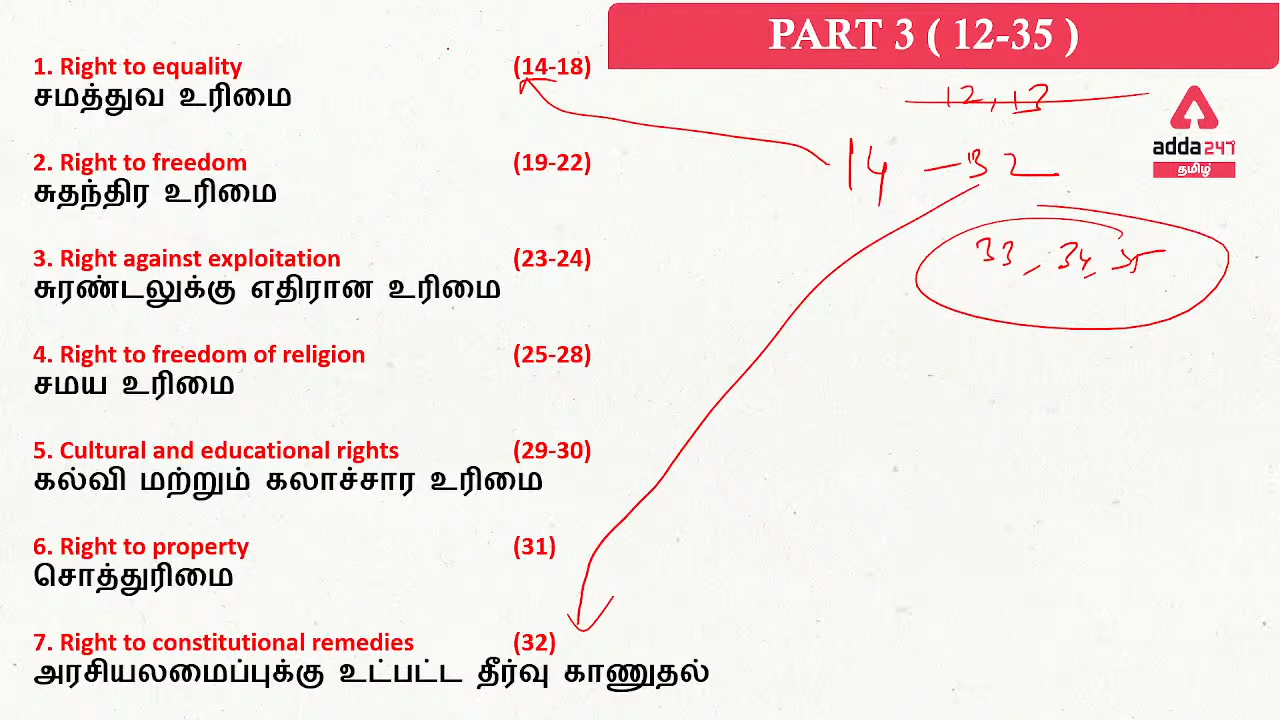 PART 3 ( 12-35 )
1. Right to equality (14-18)
சமத்துவ உரிமை
2. Right to freedom (19-22)
சுதந்திர உரிமை
3. Right against exploitation (23-24)
சுரண்டலுக்கு எதிரான உரிமை
4. Right to freedom of religion (25-28)
சமய உரிமை
5. Cultural and educational rights (29-30)
கல்வி மற்றும் கலாச்சார உரிமை
6. Right to property (31)
சொத்துரிமை
7. Right to constitutional remedies (32)
அரசியலமைப்புக்கு உட்பட்ட தீர்வு காணுதல்
12, 13
14 - 32
33, 34, 35
adda247
தமிழ்